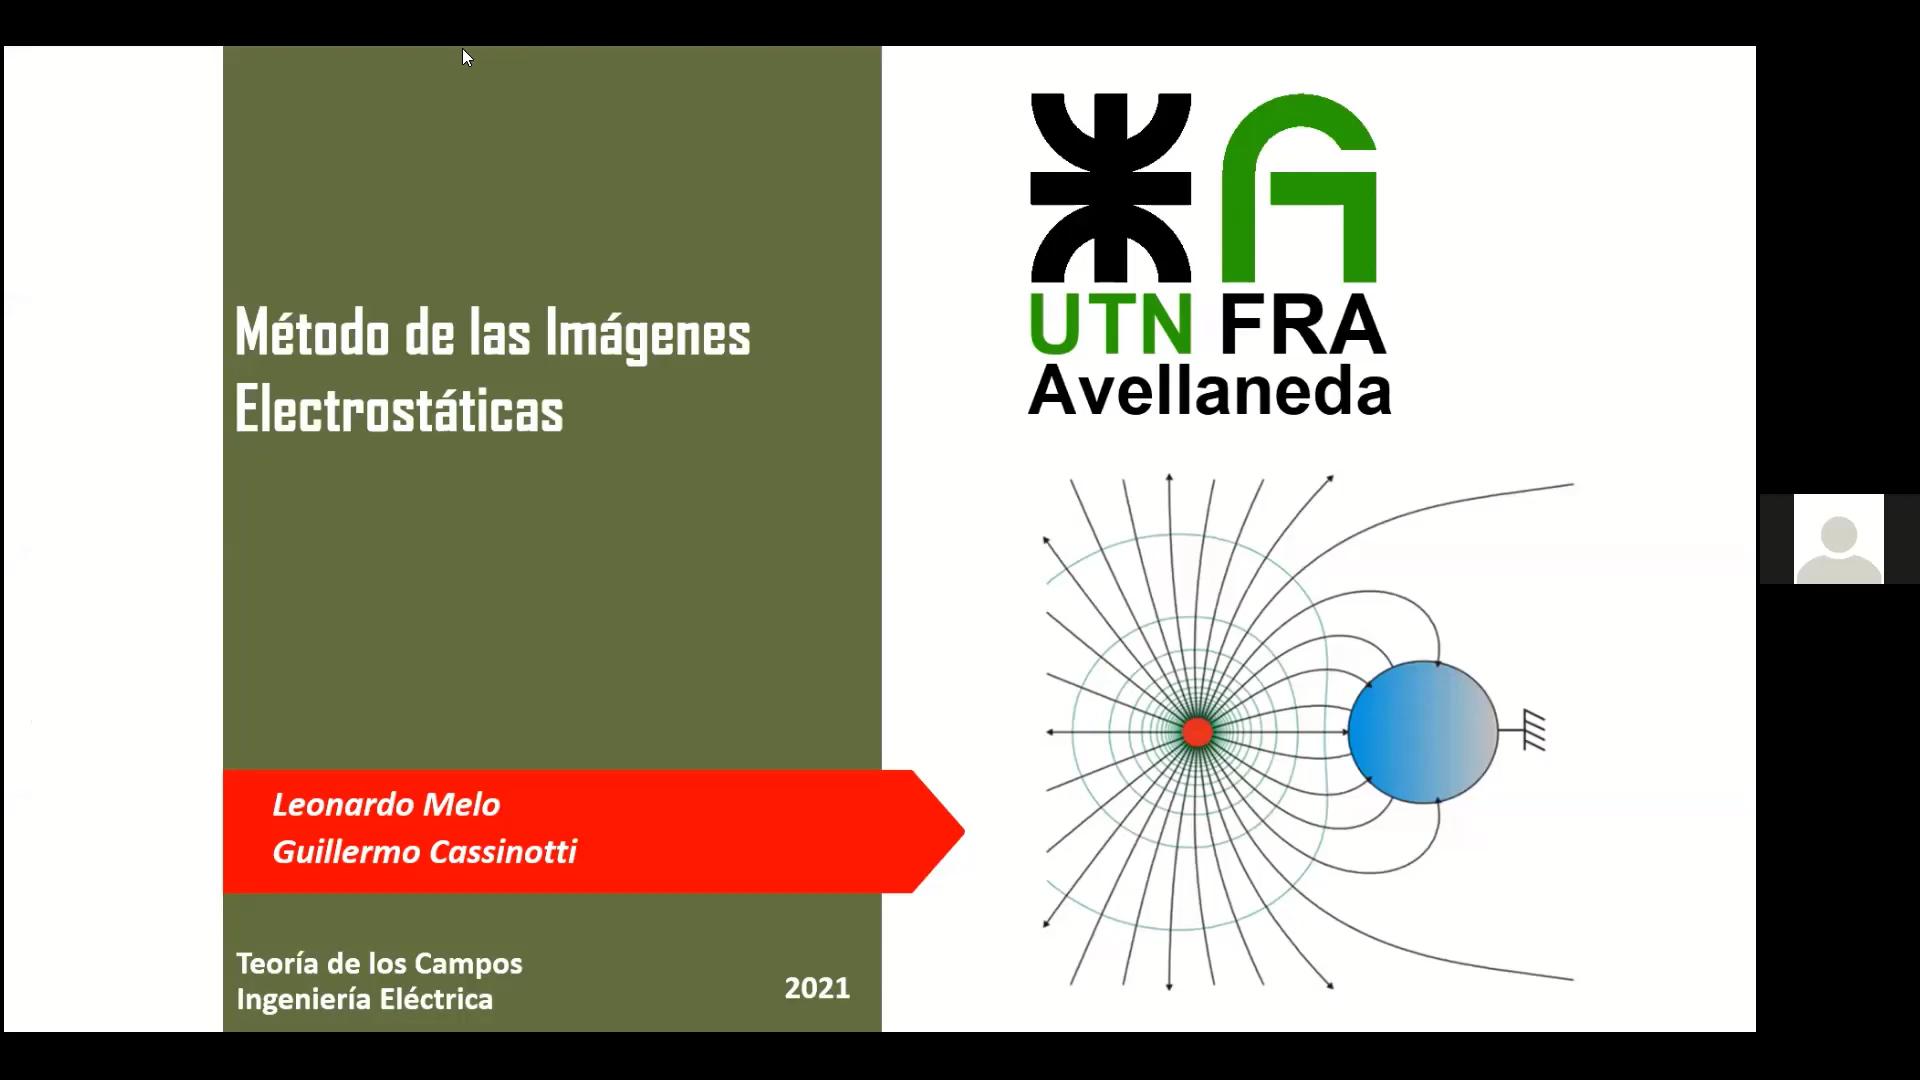 Método de las Imágenes
Electrostáticas
Leonardo Melo
Guillermo Cassinotti
Teoría de los Campos
Ingeniería Eléctrica
2021
UTN FRA
Avellaneda